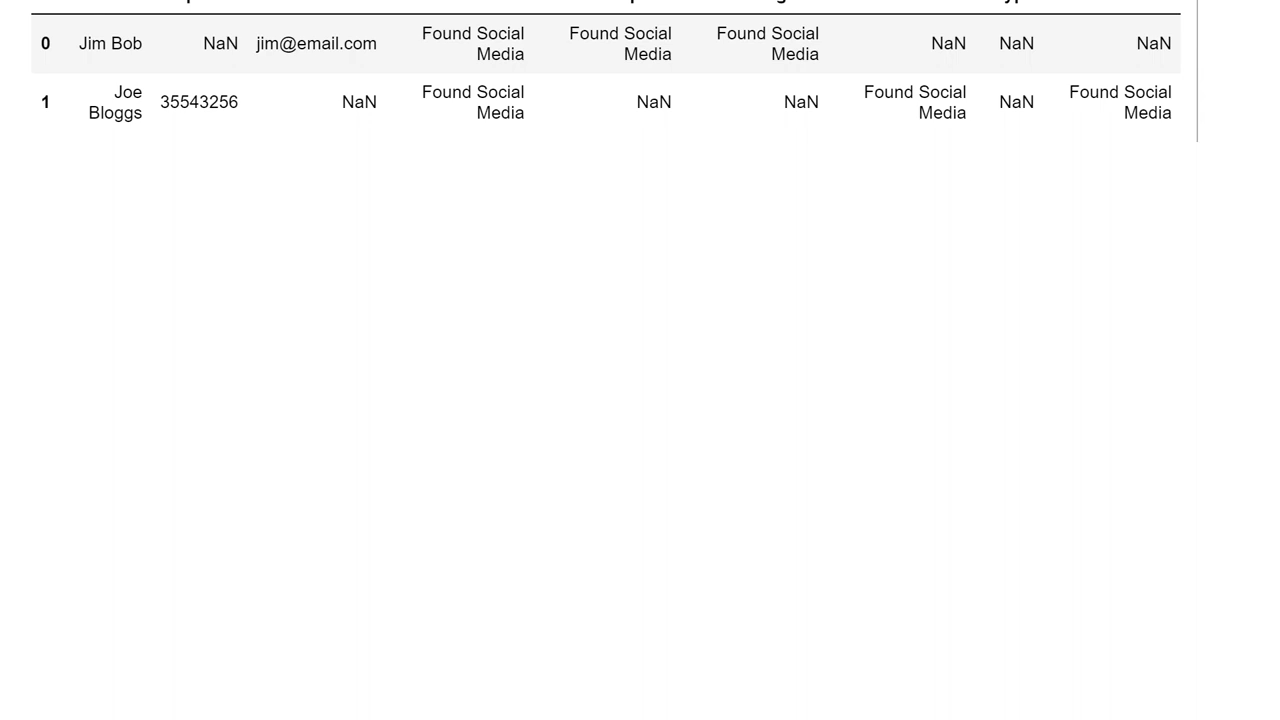 0 Jim Bob NaN jim@email.com Found Social Media Found Social Media Found Social Media NaN NaN NaN
1 Joe Bloggs 35543256 NaN Found Social Media NaN NaN Found Social Media NaN Found Social Media